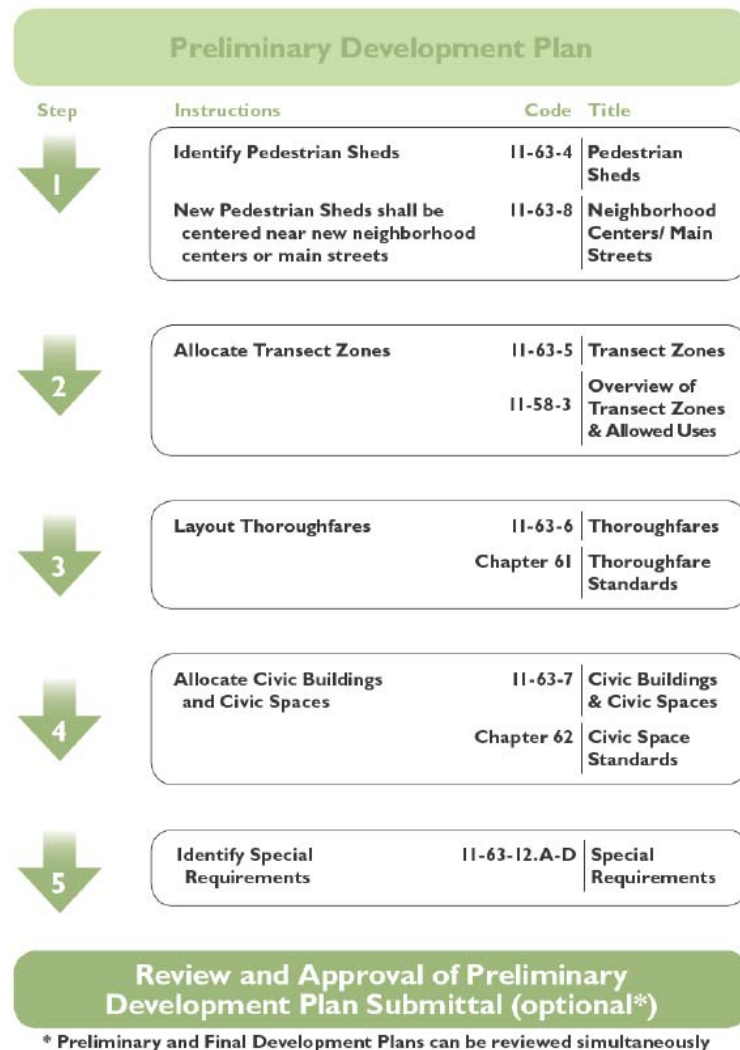 Preliminary Development Plan
Step Instructions Code Title
1
Identify Pedestrian Sheds 11-63-4 Pedestrian
Sheds
New Pedestrian Sheds shall be 11-63-8 Neighborhood
centered near new neighborhood Centers/ Main
centers or main streets Streets
2
Allocate Transect Zones 11-63-5 Transect Zones
11-58-3 Overview of
Transect Zones
& Allowed Uses
3
Layout Thoroughfares 11-63-6 Thoroughfares
Chapter 61 Thoroughfare
Standards
4
Allocate Civic Buildings 11-63-7 Civic Buildings
and Civic Spaces & Civic Spaces
Chapter 62 Civic Space
Standards
5
Identify Special 11-63-12.A-D Special
Requirements Requirements
Review and Approval of Preliminary
Development Plan Submittal (optional*)
* Preliminary and Final Development Plans can be reviewed simultaneously